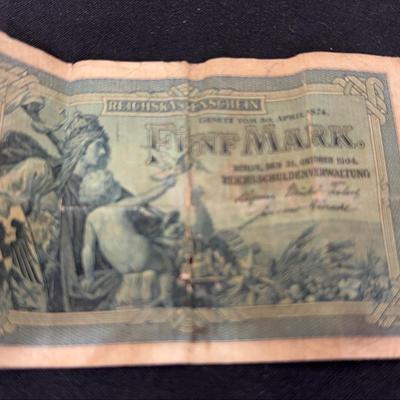 REICHSKASSENSCHEIN
GESETZ VOM 30. APRIL 1874.
FÜNF MARK.
BERLIN, DEN 31. OKTOBER 1904.
REICHSSCHULDENVERWALTUNG